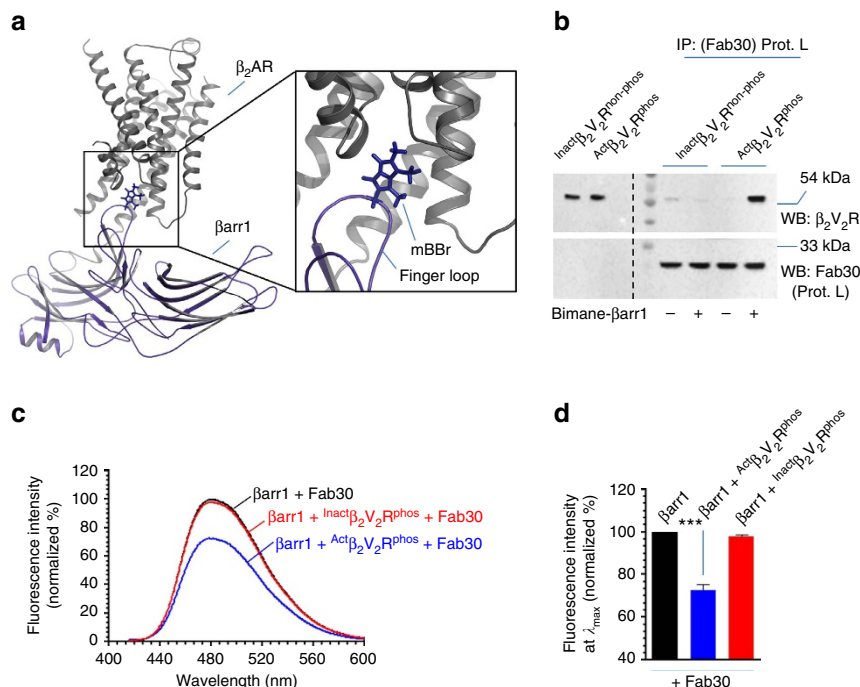 a
β₂AR
βarr1
mBBr
Finger loop
b
IP: (Fab30) Prot. L
Inactβ₂V₂Rnon-phos
Actβ₂V₂Rphos
Inactβ₂V₂Rnon-phos
Actβ₂V₂Rphos
54 kDa
WB: β₂V₂R
33 kDa
WB: Fab30
(Prot. L)
Bimane-βarr1 − + − +
c
Fluorescence intensity
(normalized %)
120
100
80
60
40
20
0
βarr1 + Fab30
βarr1 + Inactβ₂V₂Rphos + Fab30
βarr1 + Actβ₂V₂Rphos + Fab30
400 440 480 520 560 600
Wavelength (nm)
d
Fluorescence intensity
at λmax (normalized %)
100
80
60
40
βarr1
***
βarr1 + Actβ₂V₂Rphos
βarr1 + Inactβ₂V₂Rphos
+ Fab30